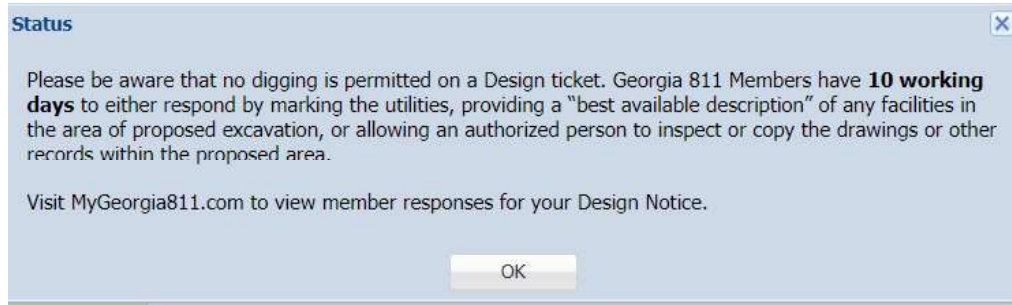 Status
Please be aware that no digging is permitted on a Design ticket. Georgia 811 Members have 10 working
days to either respond by marking the utilities, providing a “best available description” of any facilities in
the area of proposed excavation, or allowing an authorized person to inspect or copy the drawings or other
records within the proposed area.
Visit MyGeorgia811.com to view member responses for your Design Notice.
OK